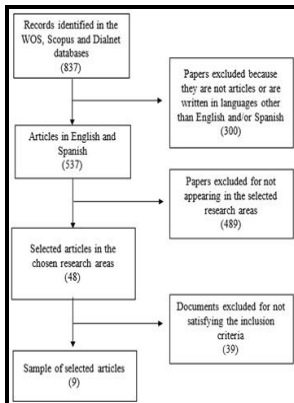 Records identified in the
WOS, Scopus and Dialnet
databases
(837)
Papers excluded because
they are not articles or are
written in languages other
than English and/or Spanish
(300)
Articles in English and
Spanish
(537)
Papers excluded for not
appearing in the selected
research areas
(489)
Selected articles in the
chosen research areas
(48)
Documents excluded for not
satisfying the inclusion
criteria
(39)
Sample of selected articles
(9)